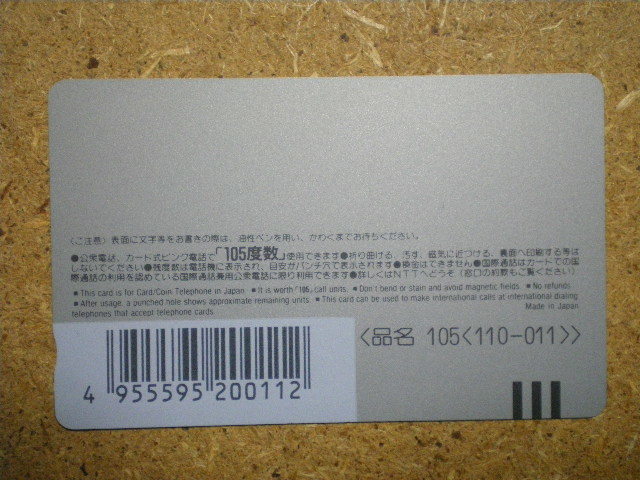 〈ご注意〉表面に文字等をお書きの際は、油性ペンを用い、かわくまでお待ちください。
●公衆電話、カード式ピンク電話で「105度数」使用できます●折り曲げる、汚す、磁気に近づける、裏面へ印刷する等は
しないでください●残度数は電話機に表示され、目安がパンチ穴で表示されます●換金はできません●国際通話はカードでの国
際通話の利用を認めている国際通話兼用公衆電話に限り利用できます●詳しくはNTTへどうぞ（窓口の約款もご覧ください）
■ This card is for Card/Coin Telephone in Japan ■ It is worth「105」call units. ■ Don't bend or stain and avoid magnetic fields ■ No refunds
■ After usage, a punched hole shows approximate remaining units. ■ This card can be used to make international calls at international dialing
telephones that accept telephone cards. Made in Japan
〈品名 105〈110-011〉〉
4 955595 200112